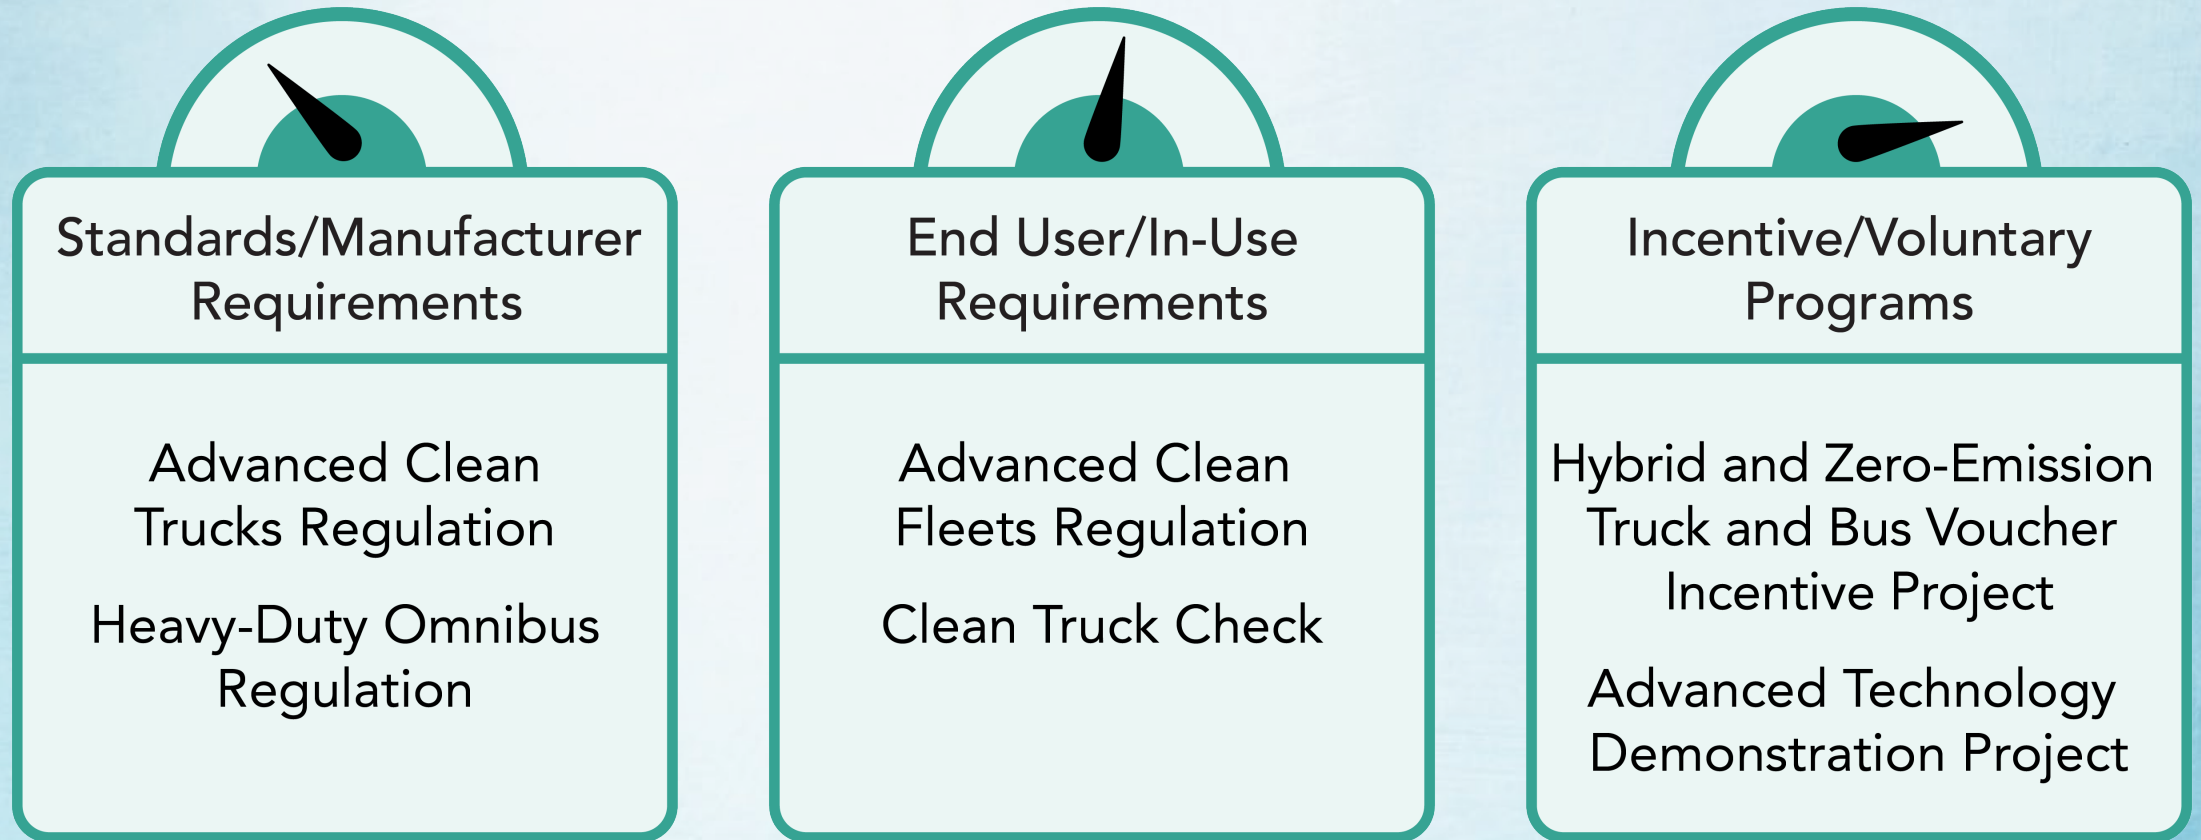 Standards/Manufacturer
Requirements
Advanced Clean
Trucks Regulation
Heavy-Duty Omnibus
Regulation
End User/In-Use
Requirements
Advanced Clean
Fleets Regulation
Clean Truck Check
Incentive/Voluntary
Programs
Hybrid and Zero-Emission
Truck and Bus Voucher
Incentive Project
Advanced Technology
Demonstration Project